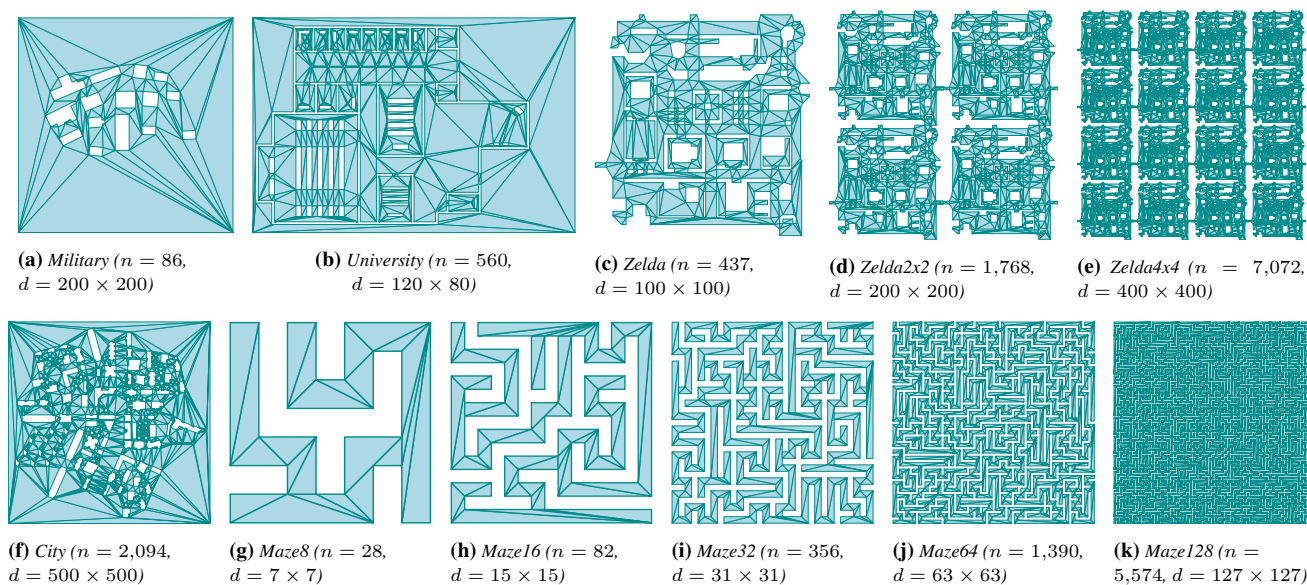 (a) Military (n = 86,
d = 200 × 200)
(b) University (n = 560,
d = 120 × 80)
(c) Zelda (n = 437,
d = 100 × 100)
(d) Zelda2x2 (n = 1,768,
d = 200 × 200)
(e) Zelda4x4 (n = 7,072,
d = 400 × 400)
(f) City (n = 2,094,
d = 500 × 500)
(g) Maze8 (n = 28,
d = 7 × 7)
(h) Maze16 (n = 82,
d = 15 × 15)
(i) Maze32 (n = 356,
d = 31 × 31)
(j) Maze64 (n = 1,390,
d = 63 × 63)
(k) Maze128 (n =
5,574, d = 127 × 127)